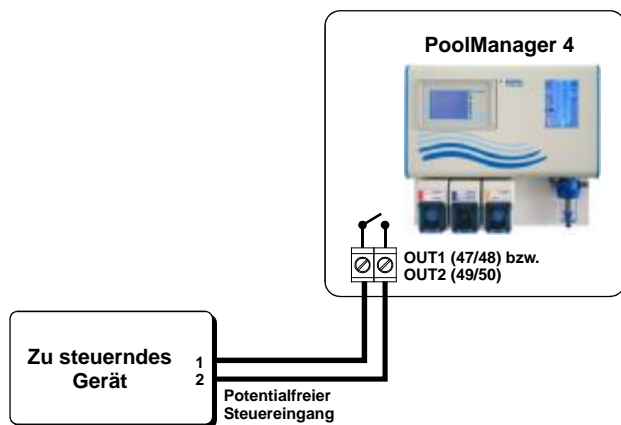 PoolManager 4
OUT1 (47/48) bzw.
OUT2 (49/50)
Zu steuerndes
Gerät
1
2
Potentialfreier
Steuereingang